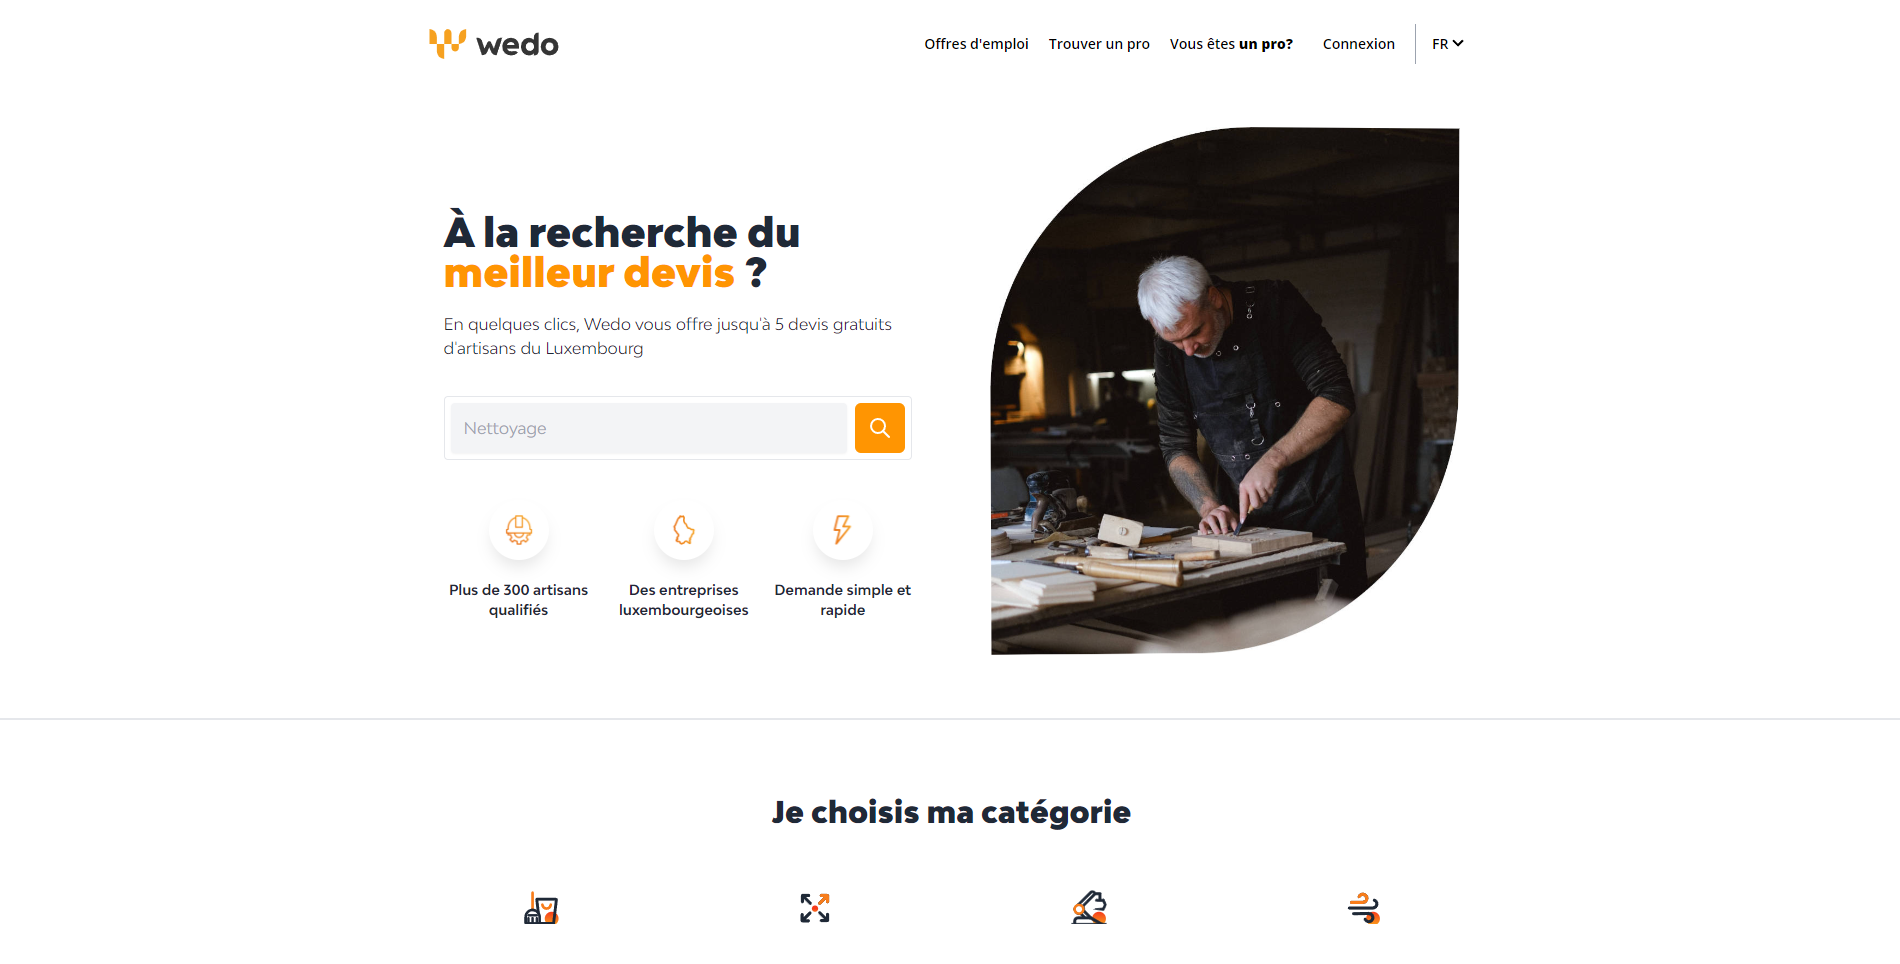 wedo
Offres d'emploi
Trouver un pro
Vous êtes un pro?
Connexion
FR
À la recherche du
meilleur devis ?
En quelques clics, Wedo vous offre jusqu'à 5 devis gratuits
d'artisans du Luxembourg
Nettoyage
Plus de 300 artisans
qualifiés
Des entreprises
luxembourgeoises
Demande simple et
rapide
Je choisis ma catégorie